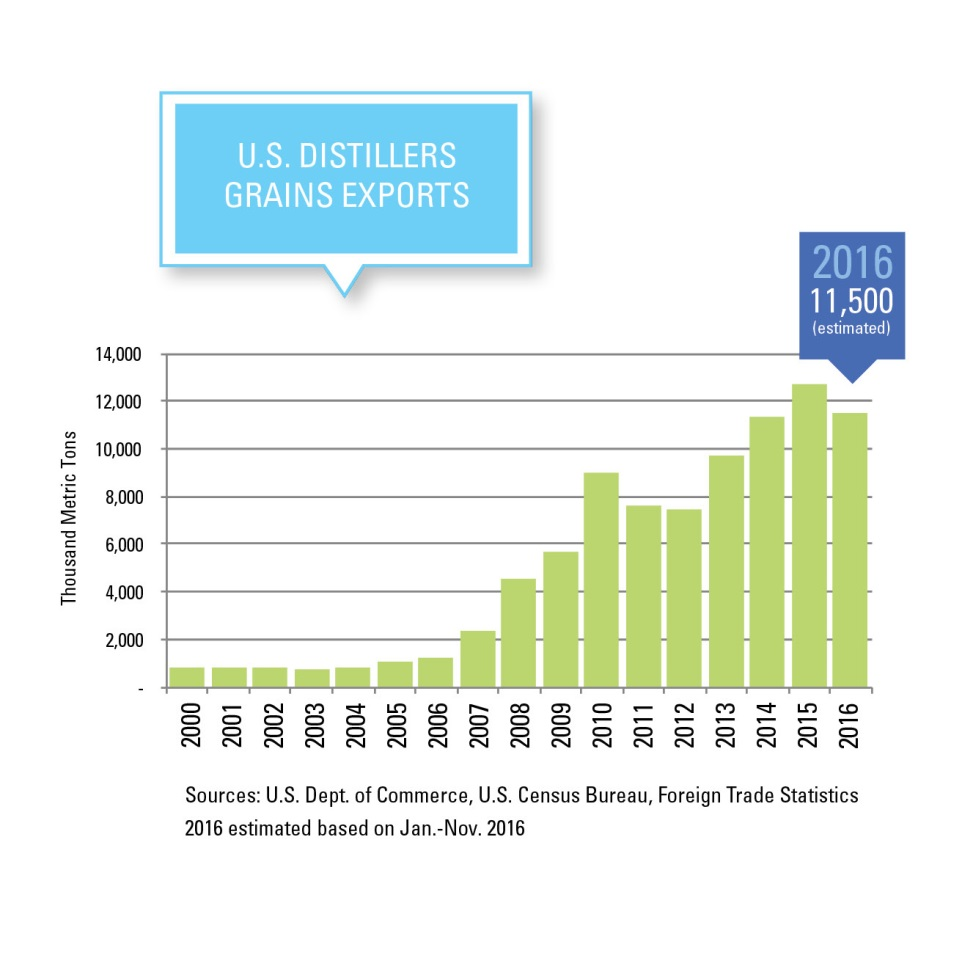 U.S. DISTILLERS
GRAINS EXPORTS
2016
11,500
(estimated)
Thousand Metric Tons
14,000
12,000
10,000
8,000
6,000
4,000
2,000
-
2000 2001 2002 2003 2004 2005 2006 2007 2008 2009 2010 2011 2012 2013 2014 2015 2016
Sources: U.S. Dept. of Commerce, U.S. Census Bureau, Foreign Trade Statistics
2016 estimated based on Jan.-Nov. 2016